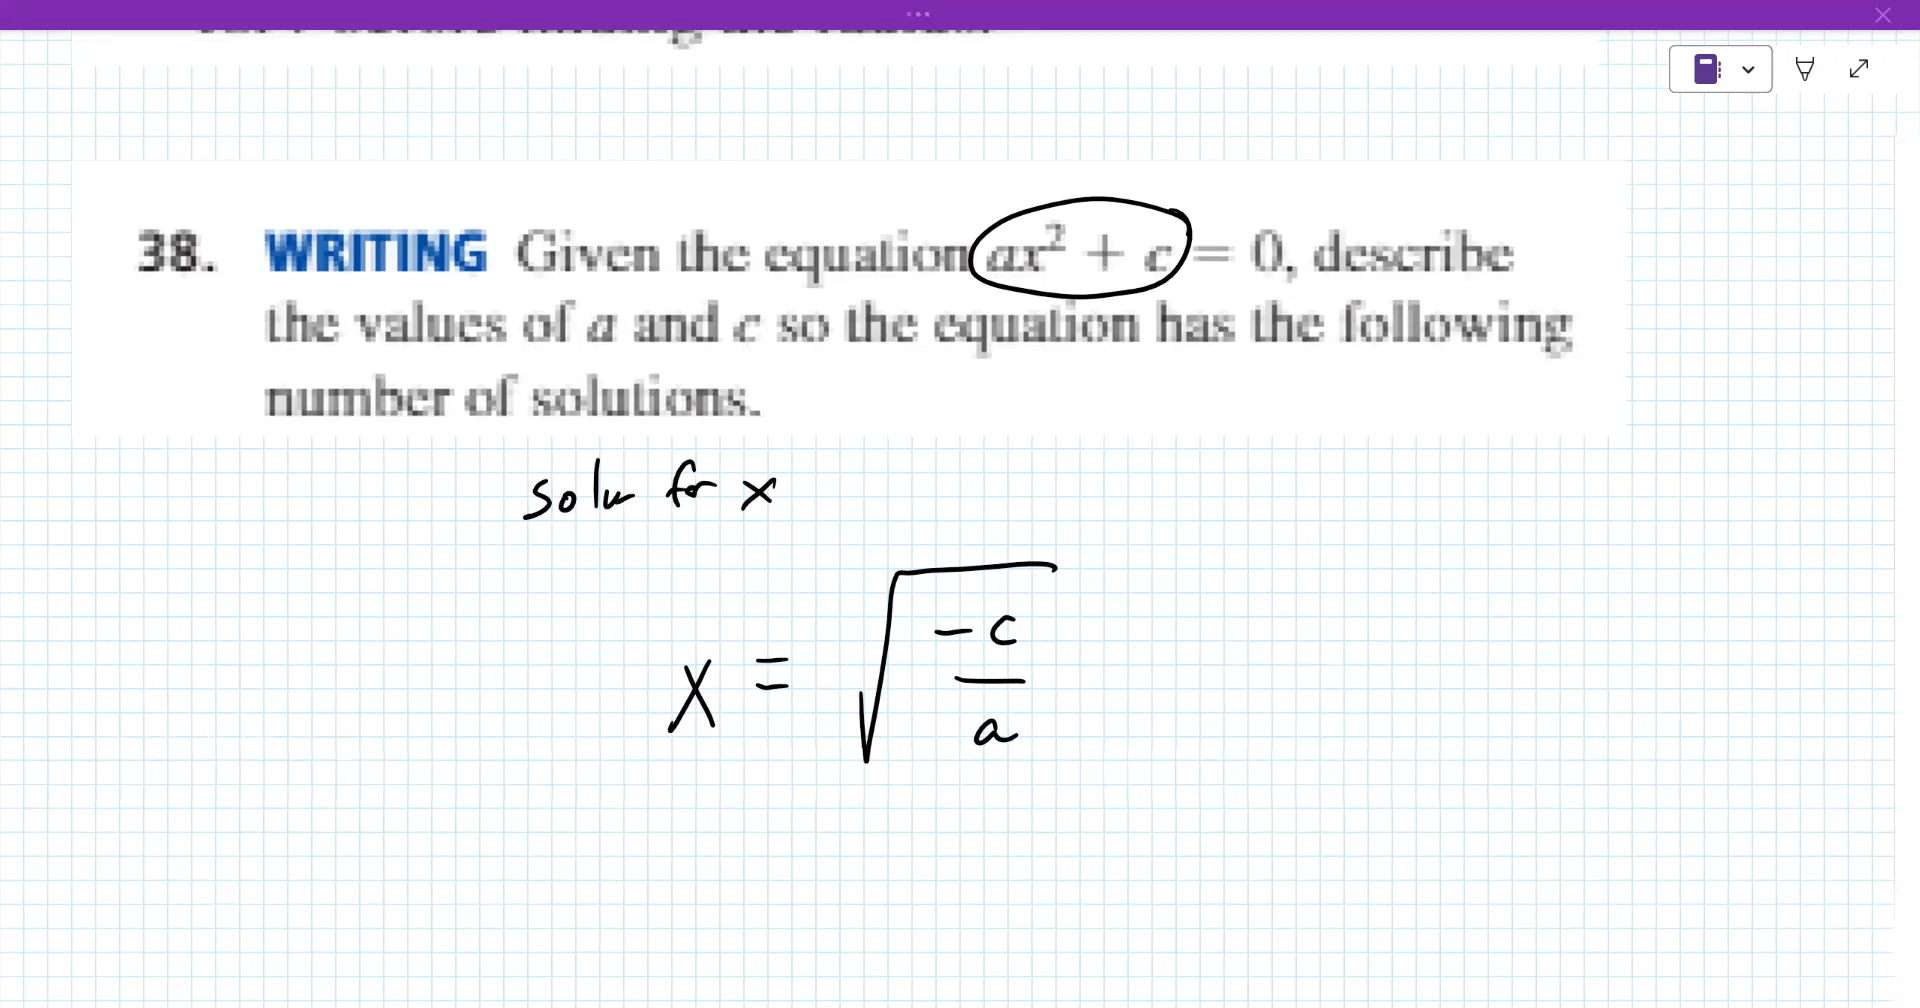 38. WRITING Given the equation ax² + c = 0, describe
the values of a and c so the equation has the following
number of solutions.
solve for x
x = √(-c/a)